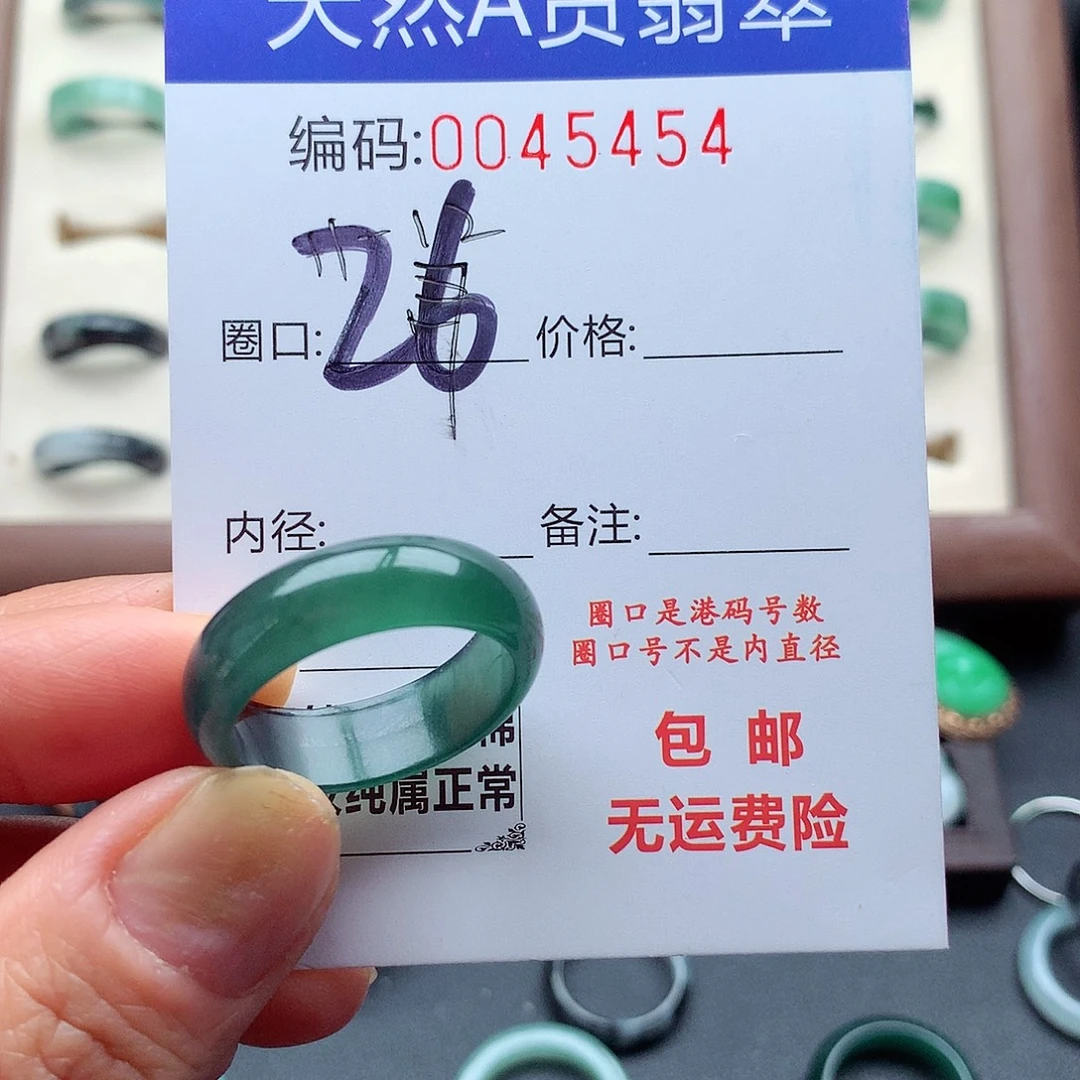 天然A货翡翠
编码:0045454
圈口:26 价格:
内径: 备注:
圈口是港码号数
圈口号不是内直径
包邮
无运费险
纯属正常